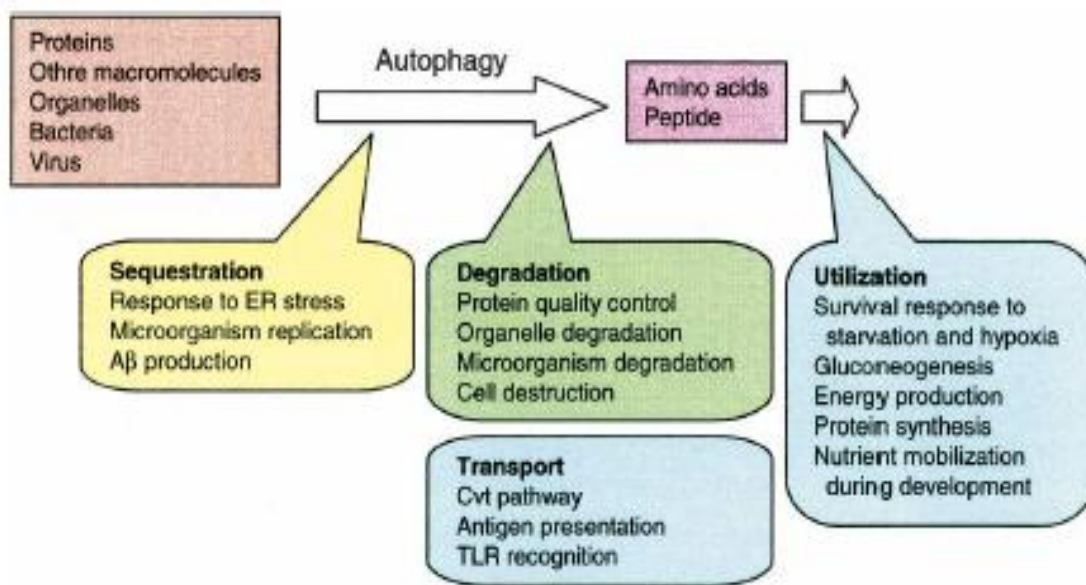 Proteins
Othre macromolecules
Organelles
Bacteria
Virus
Autophagy
Amino acids
Peptide
Sequestration
Response to ER stress
Microorganism replication
Aβ production
Degradation
Protein quality control
Organelle degradation
Microorganism degradation
Cell destruction
Transport
Cvt pathway
Antigen presentation
TLR recognition
Utilization
Survival response to
starvation and hypoxia
Gluconeogenesis
Energy production
Protein synthesis
Nutrient mobilization
during development